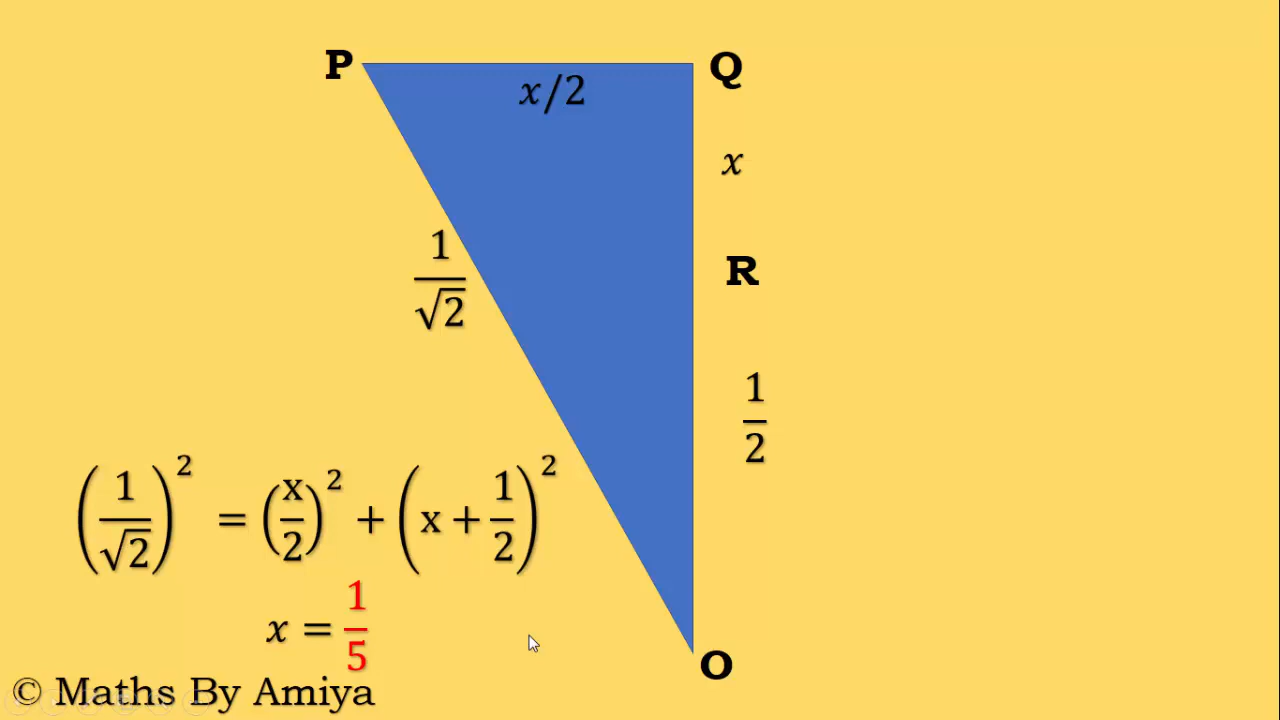 P
Q
x/2
x
1/√2
R
1/2
(1/√2)² = (x/2)² + (x + 1/2)²
x = 1/5
O
© Maths By Amiya